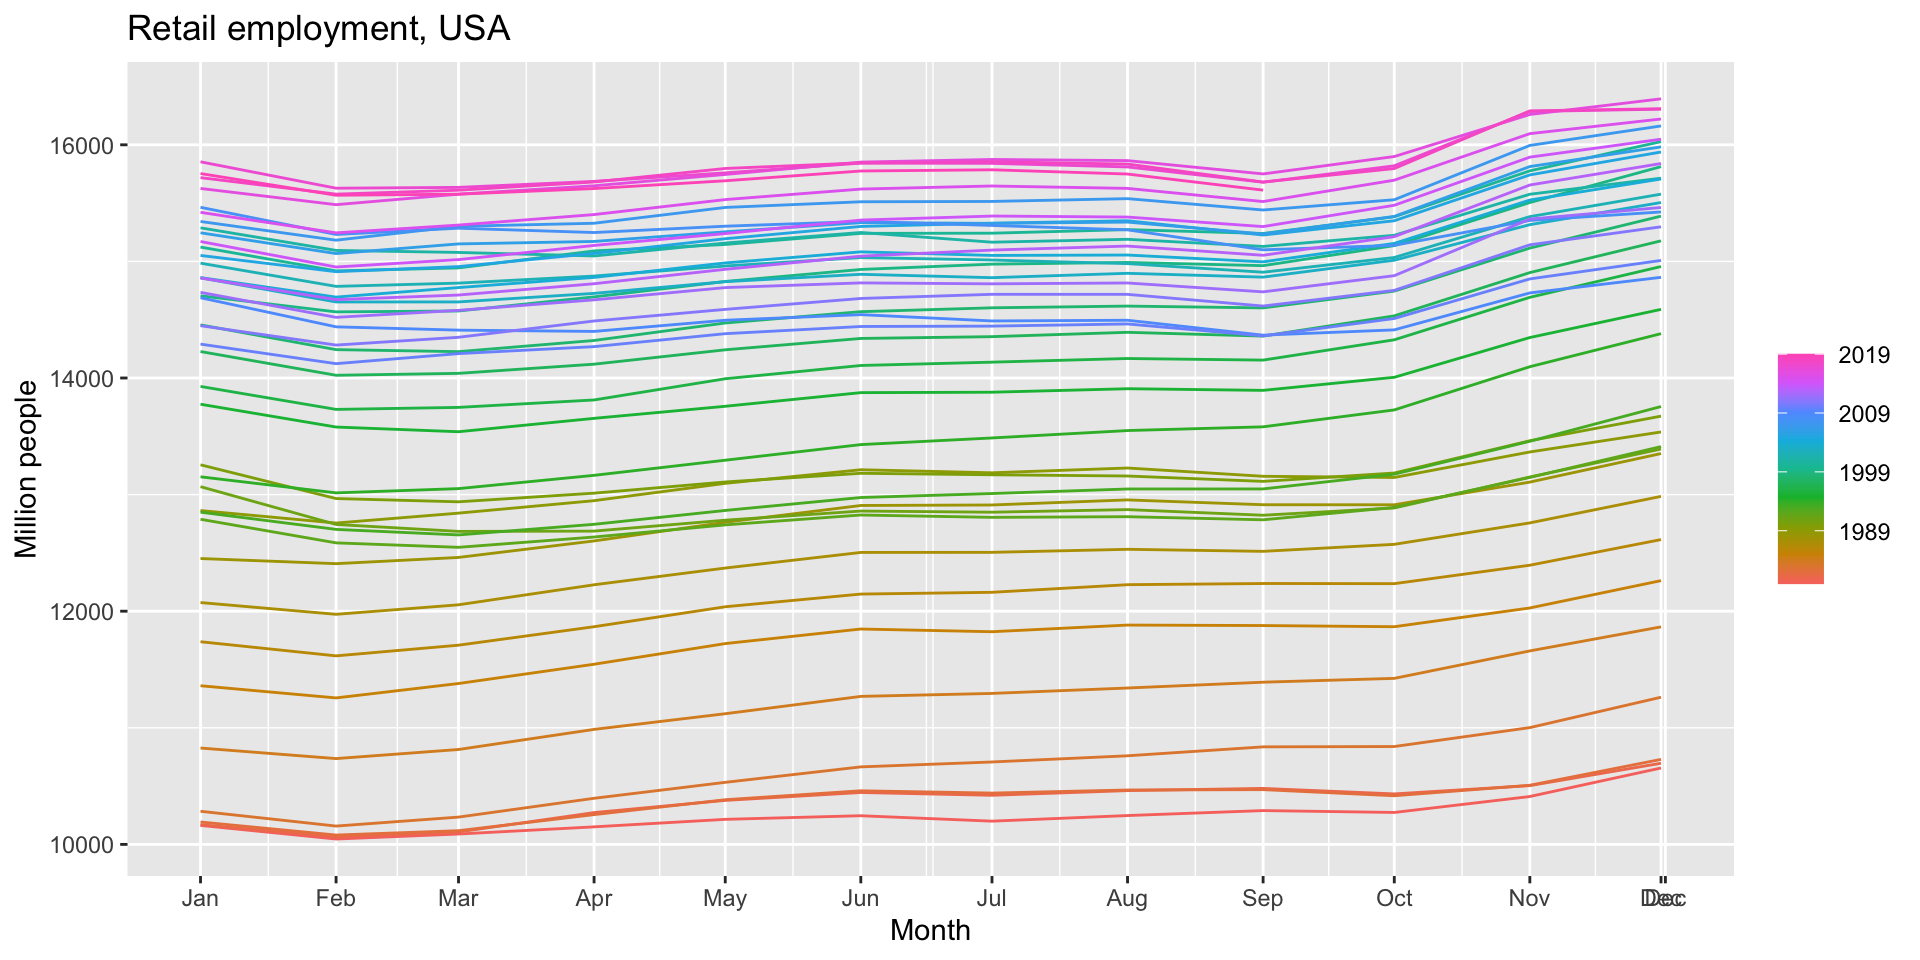 Retail employment, USA
Million people
16000
14000
12000
10000
Jan Feb Mar Apr May Jun Jul Aug Sep Oct Nov Dec Dec
Month
2019
2009
1999
1989